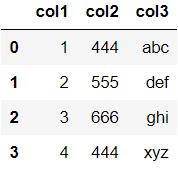 col1 col2 col3
0 1 444 abc
1 2 555 def
2 3 666 ghi
3 4 444 xyz